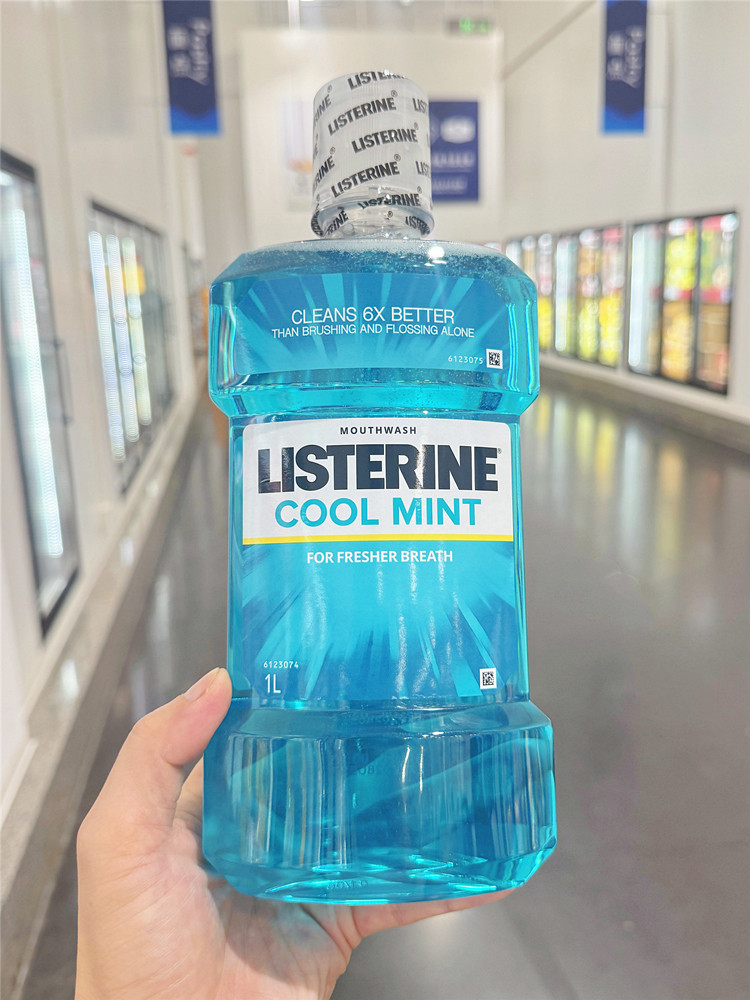 LISTERINE
LISTERINE®
LISTERINE
LISTERINE®
LISTERINE
CLEANS 6X BETTER
THAN BRUSHING AND FLOSSING ALONE
6123075
MOUTHWASH
LISTERINE®
COOL MINT
FOR FRESHER BREATH
6123074
1L